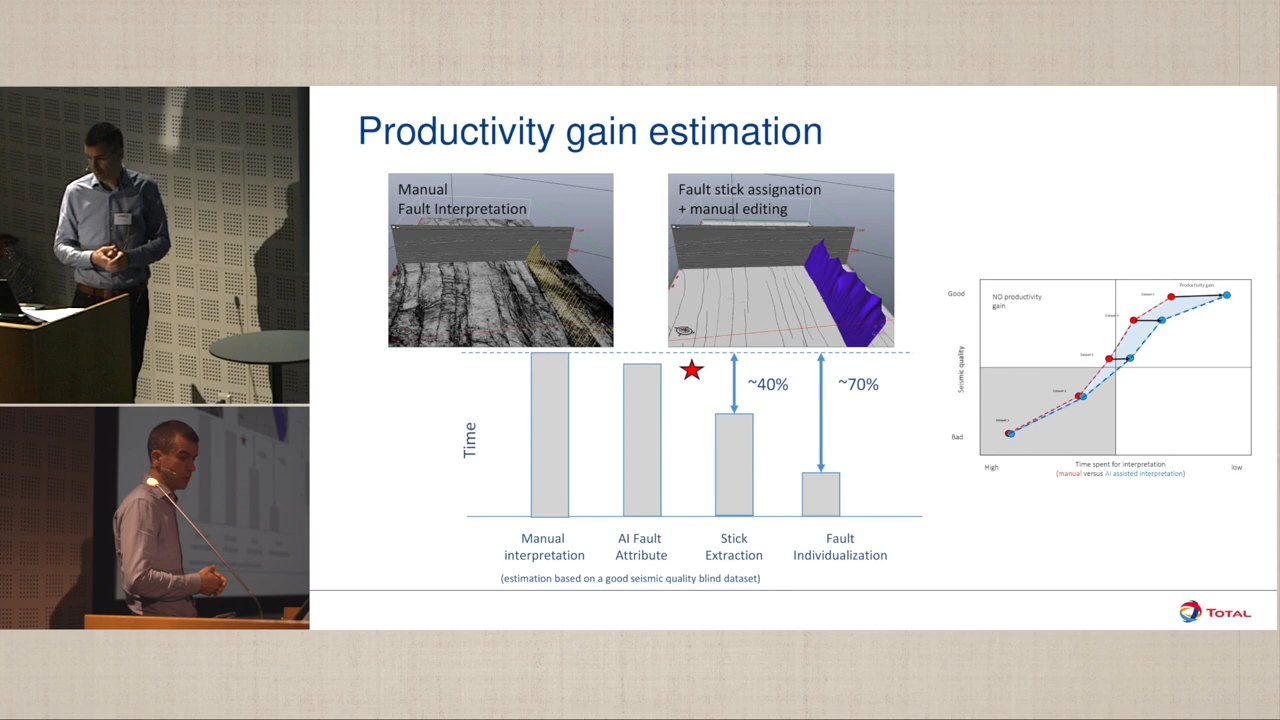 Productivity gain estimation
Manual
Fault Interpretation
Fault stick assignation
+ manual editing
~40%
~70%
Time
Manual
interpretation
AI Fault
Attribute
Stick
Extraction
Fault
Individualization
(estimation based on a good seismic quality blind dataset)
Good
NO productivity
gain
Productivity gain
Seismic quality
Bad
High
Time spent for interpretation
low
(manual versus AI assisted interpretation)
TOTAL